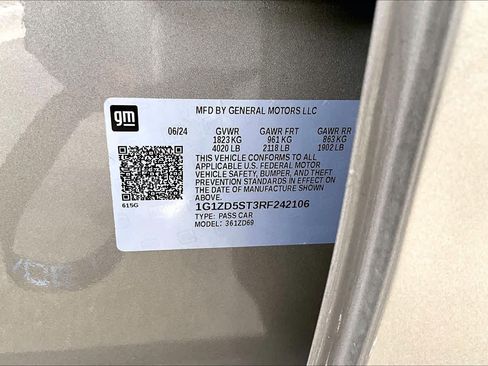 gm
MFD BY GENERAL MOTORS LLC
06/24 GVWR GAWR FRT GAWR RR
1823 KG 961 KG 863 KG
4020 LB 2118 LB 1902 LB
THIS VEHICLE CONFORMS TO ALL
APPLICABLE U.S. FEDERAL MOTOR
VEHICLE SAFETY, BUMPER, AND THEFT
PREVENTION STANDARDS IN EFFECT ON
THE DATE OF MANUFACTURE SHOWN
ABOVE.
615G
1G1ZD5ST3RF242106
TYPE: PASS CAR
MODEL: 361ZD69